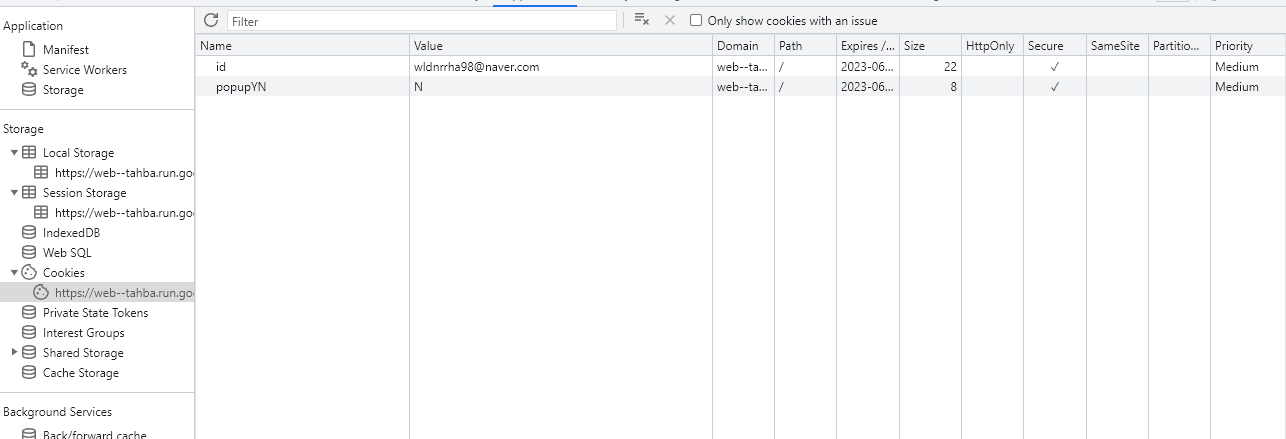 Application
Manifest
Service Workers
Storage
Storage
Local Storage
https://web--tahba.run.go
Session Storage
https://web--tahba.run.go
IndexedDB
Web SQL
Cookies
https://web--tahba.run.go
Private State Tokens
Interest Groups
Shared Storage
Cache Storage
Background Services
Back/forward cache
Filter
Only show cookies with an issue
Name Value Domain Path Expires /... Size HttpOnly Secure SameSite Partitio... Priority
id wldnrrha98@naver.com web--ta... / 2023-06... 22 ✓ Medium
popupYN N web--ta... / 2023-06... 8 ✓ Medium